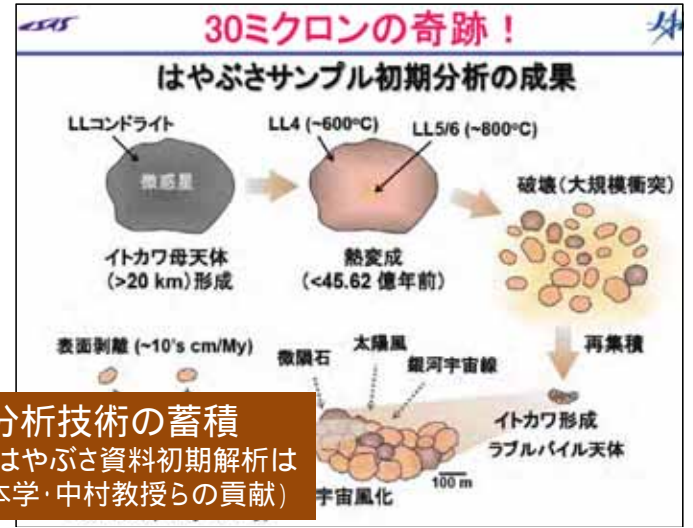 30ミクロンの奇跡！
はやぶさサンプル初期分析の成果
LLコンドライト
LL4 (~600°C)
LL5/6 (~800°C)
微惑星
破壊(大規模衝突)
イトカワ母天体
(>20 km)形成
熱変成
(<45.62 億年前)
再集積
表面剥離 (~10's cm/My)
微隕石
太陽風
銀河宇宙線
イトカワ形成
ラブルパイル天体
100 m
宇宙風化
分析技術の蓄積
はやぶさ資料初期解析は
本学・中村教授らの貢献)